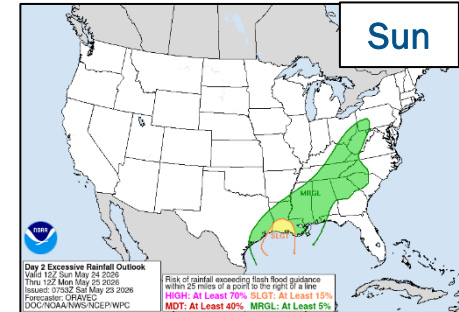 Sun
MRGL
SLGT
NOAA
Day 2 Excessive Rainfall Outlook
Valid 12Z Sun May 24 2026
Thru 12Z Mon May 25 2026
Issued: 0753Z Sat May 23 2026
Forecaster: ORAVEC
DOC/NOAA/NWS/NCEP/WPC
Risk of rainfall exceeding flash flood guidance
within 25 miles of a point to the right of a line
HIGH: At Least 70% SLGT: At Least 15%
MDT: At Least 40% MRGL: At Least 5%